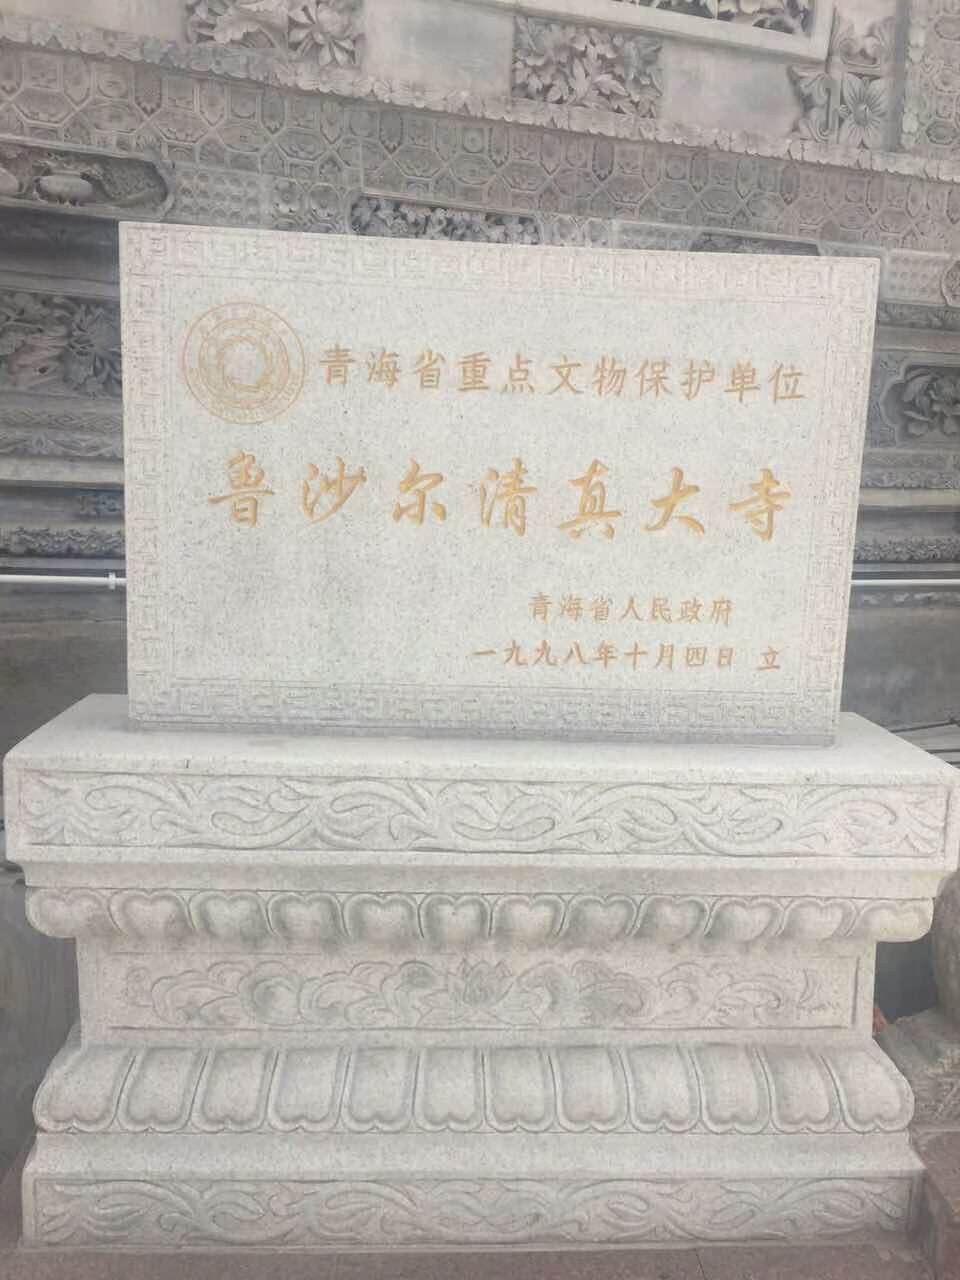 青海省重点文物保护单位
鲁沙尔清真大寺
青海省人民政府
一九九八年十月四日 立